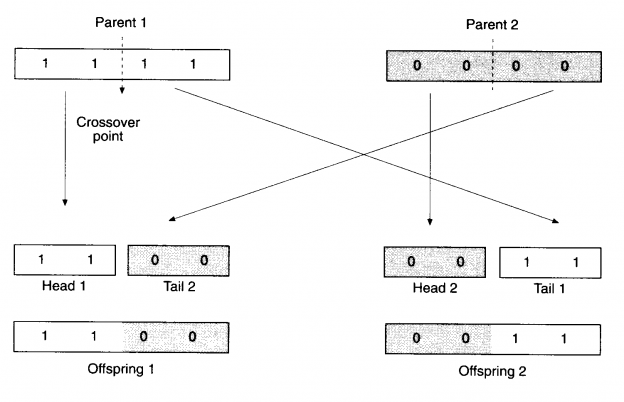 Parent 1
Parent 2
1 1 1 1
0 0 0 0
Crossover
point
1 1
0 0
0 0
1 1
Head 1
Tail 2
Head 2
Tail 1
1 1 0 0
0 0 1 1
Offspring 1
Offspring 2